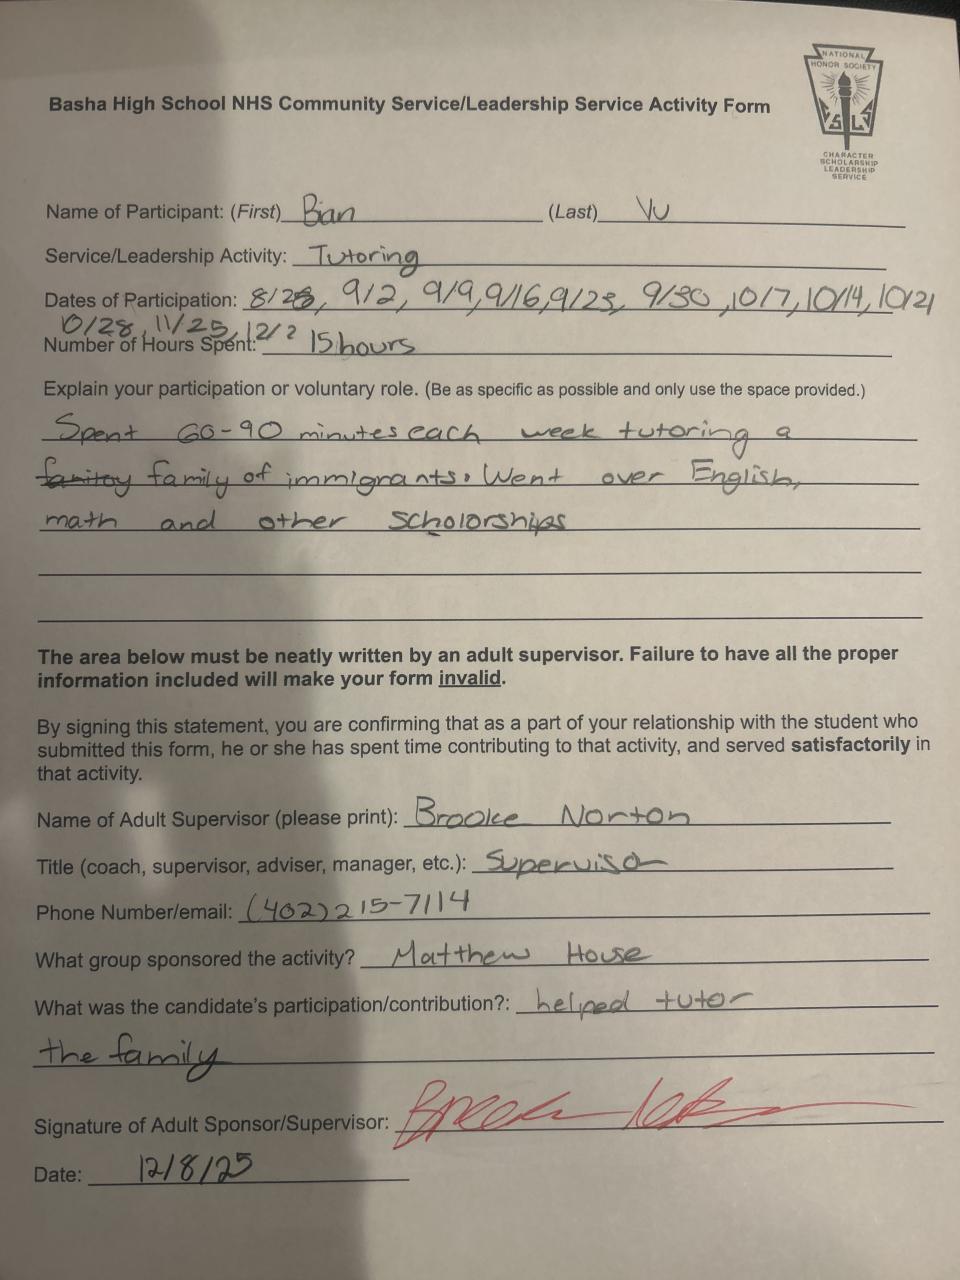 NATIONAL
HONOR SOCIETY
S L
CHARACTER
SCHOLARSHIP
LEADERSHIP
SERVICE
Basha High School NHS Community Service/Leadership Service Activity Form
Name of Participant: (First) Bian (Last) Vu
Service/Leadership Activity: Tutoring
Dates of Participation: 8/28, 9/2, 9/9, 9/16, 9/23, 9/30, 10/7, 10/14, 10/21
10/28, 11/25, 12/2
Number of Hours Spent: 15 hours
Explain your participation or voluntary role. (Be as specific as possible and only use the space provided.)
Spent 60-90 minutes each week tutoring a
family of immigrants. Went over English,
math and other scholorships
The area below must be neatly written by an adult supervisor. Failure to have all the proper
information included will make your form invalid.
By signing this statement, you are confirming that as a part of your relationship with the student who
submitted this form, he or she has spent time contributing to that activity, and served satisfactorily in
that activity.
Name of Adult Supervisor (please print): Brooke Norton
Title (coach, supervisor, adviser, manager, etc.): Supervisor
Phone Number/email: (402) 215-7114
What group sponsored the activity? Matthew House
What was the candidate's participation/contribution?: helped tutor
the family
Signature of Adult Sponsor/Supervisor:
Date: 12/8/25